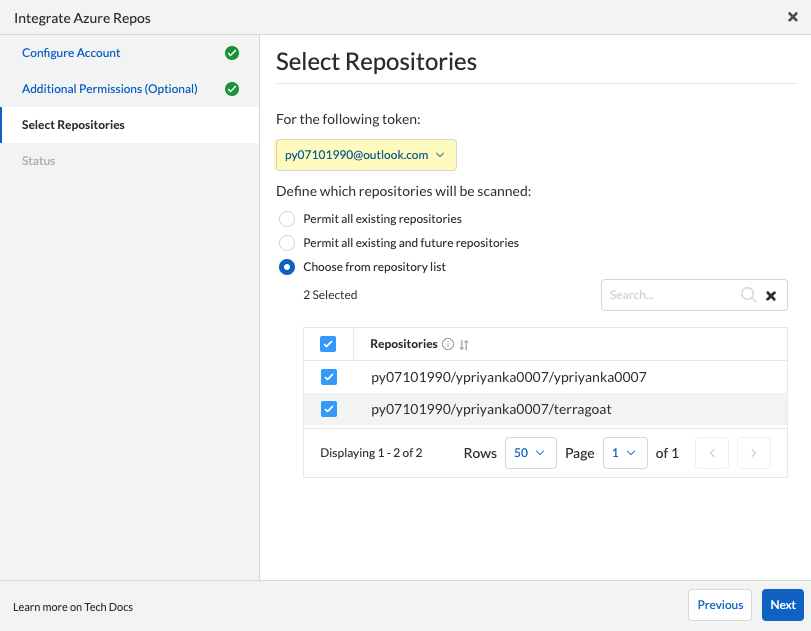 Integrate Azure Repos
Configure Account
Additional Permissions (Optional)
Select Repositories
Status
Select Repositories
For the following token:
py07101990@outlook.com
Define which repositories will be scanned:
Permit all existing repositories
Permit all existing and future repositories
Choose from repository list
2 Selected
Search...
Repositories
py07101990/ypriyanka0007/ypriyanka0007
py07101990/ypriyanka0007/terragoat
Displaying 1 - 2 of 2 Rows 50 Page 1 of 1
Learn more on Tech Docs
Previous Next